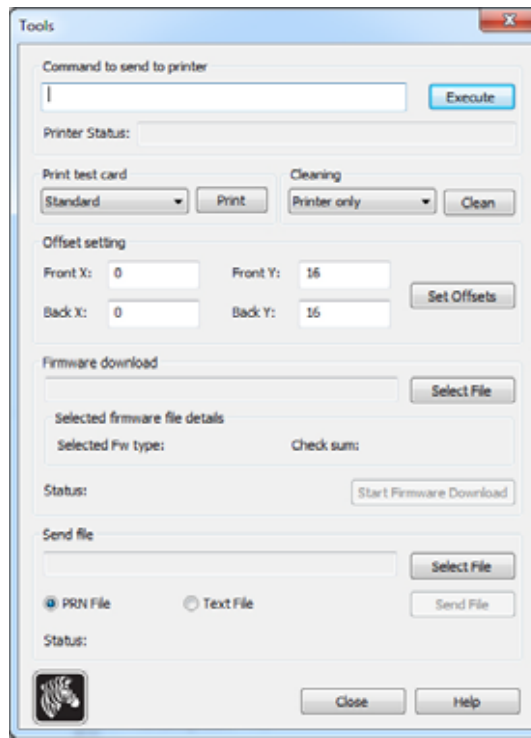 Tools
Command to send to printer
Execute
Printer Status:
Print test card
Cleaning
Standard
Print
Printer only
Clean
Offset setting
Front X: 0 Front Y: 16
Set Offsets
Back X: 0 Back Y: 16
Firmware download
Select File
Selected firmware file details
Selected Fw type: Check sum:
Status:
Start Firmware Download
Send file
Select File
PRN File Text File
Send File
Status:
Close Help